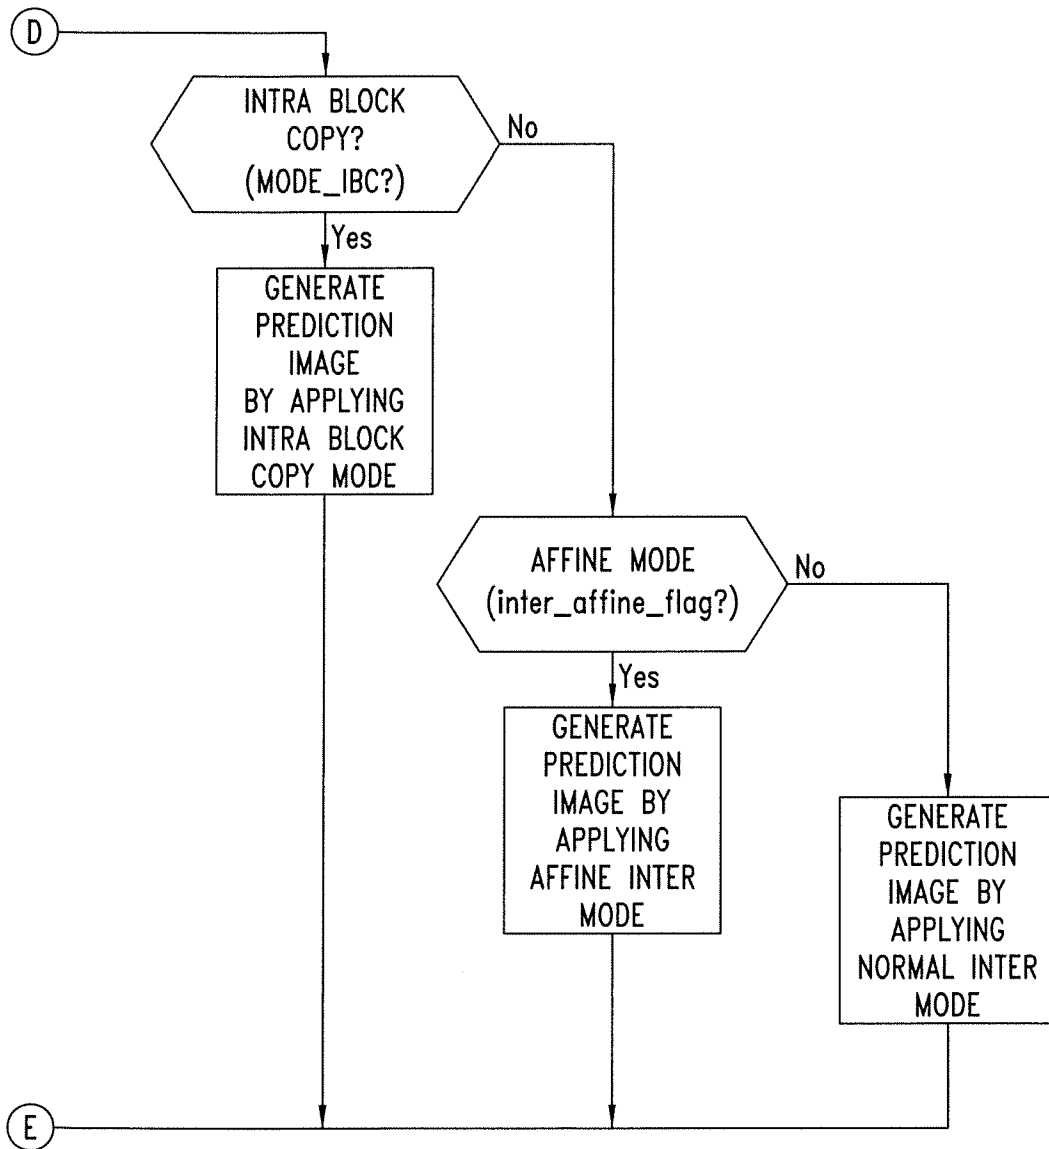 D
INTRA BLOCK
COPY?
(MODE_IBC?)
No
Yes
GENERATE
PREDICTION
IMAGE
BY APPLYING
INTRA BLOCK
COPY MODE
AFFINE MODE
(inter_affine_flag?)
No
Yes
GENERATE
PREDICTION
IMAGE BY
APPLYING
AFFINE INTER
MODE
GENERATE
PREDICTION
IMAGE BY
APPLYING
NORMAL INTER
MODE
E